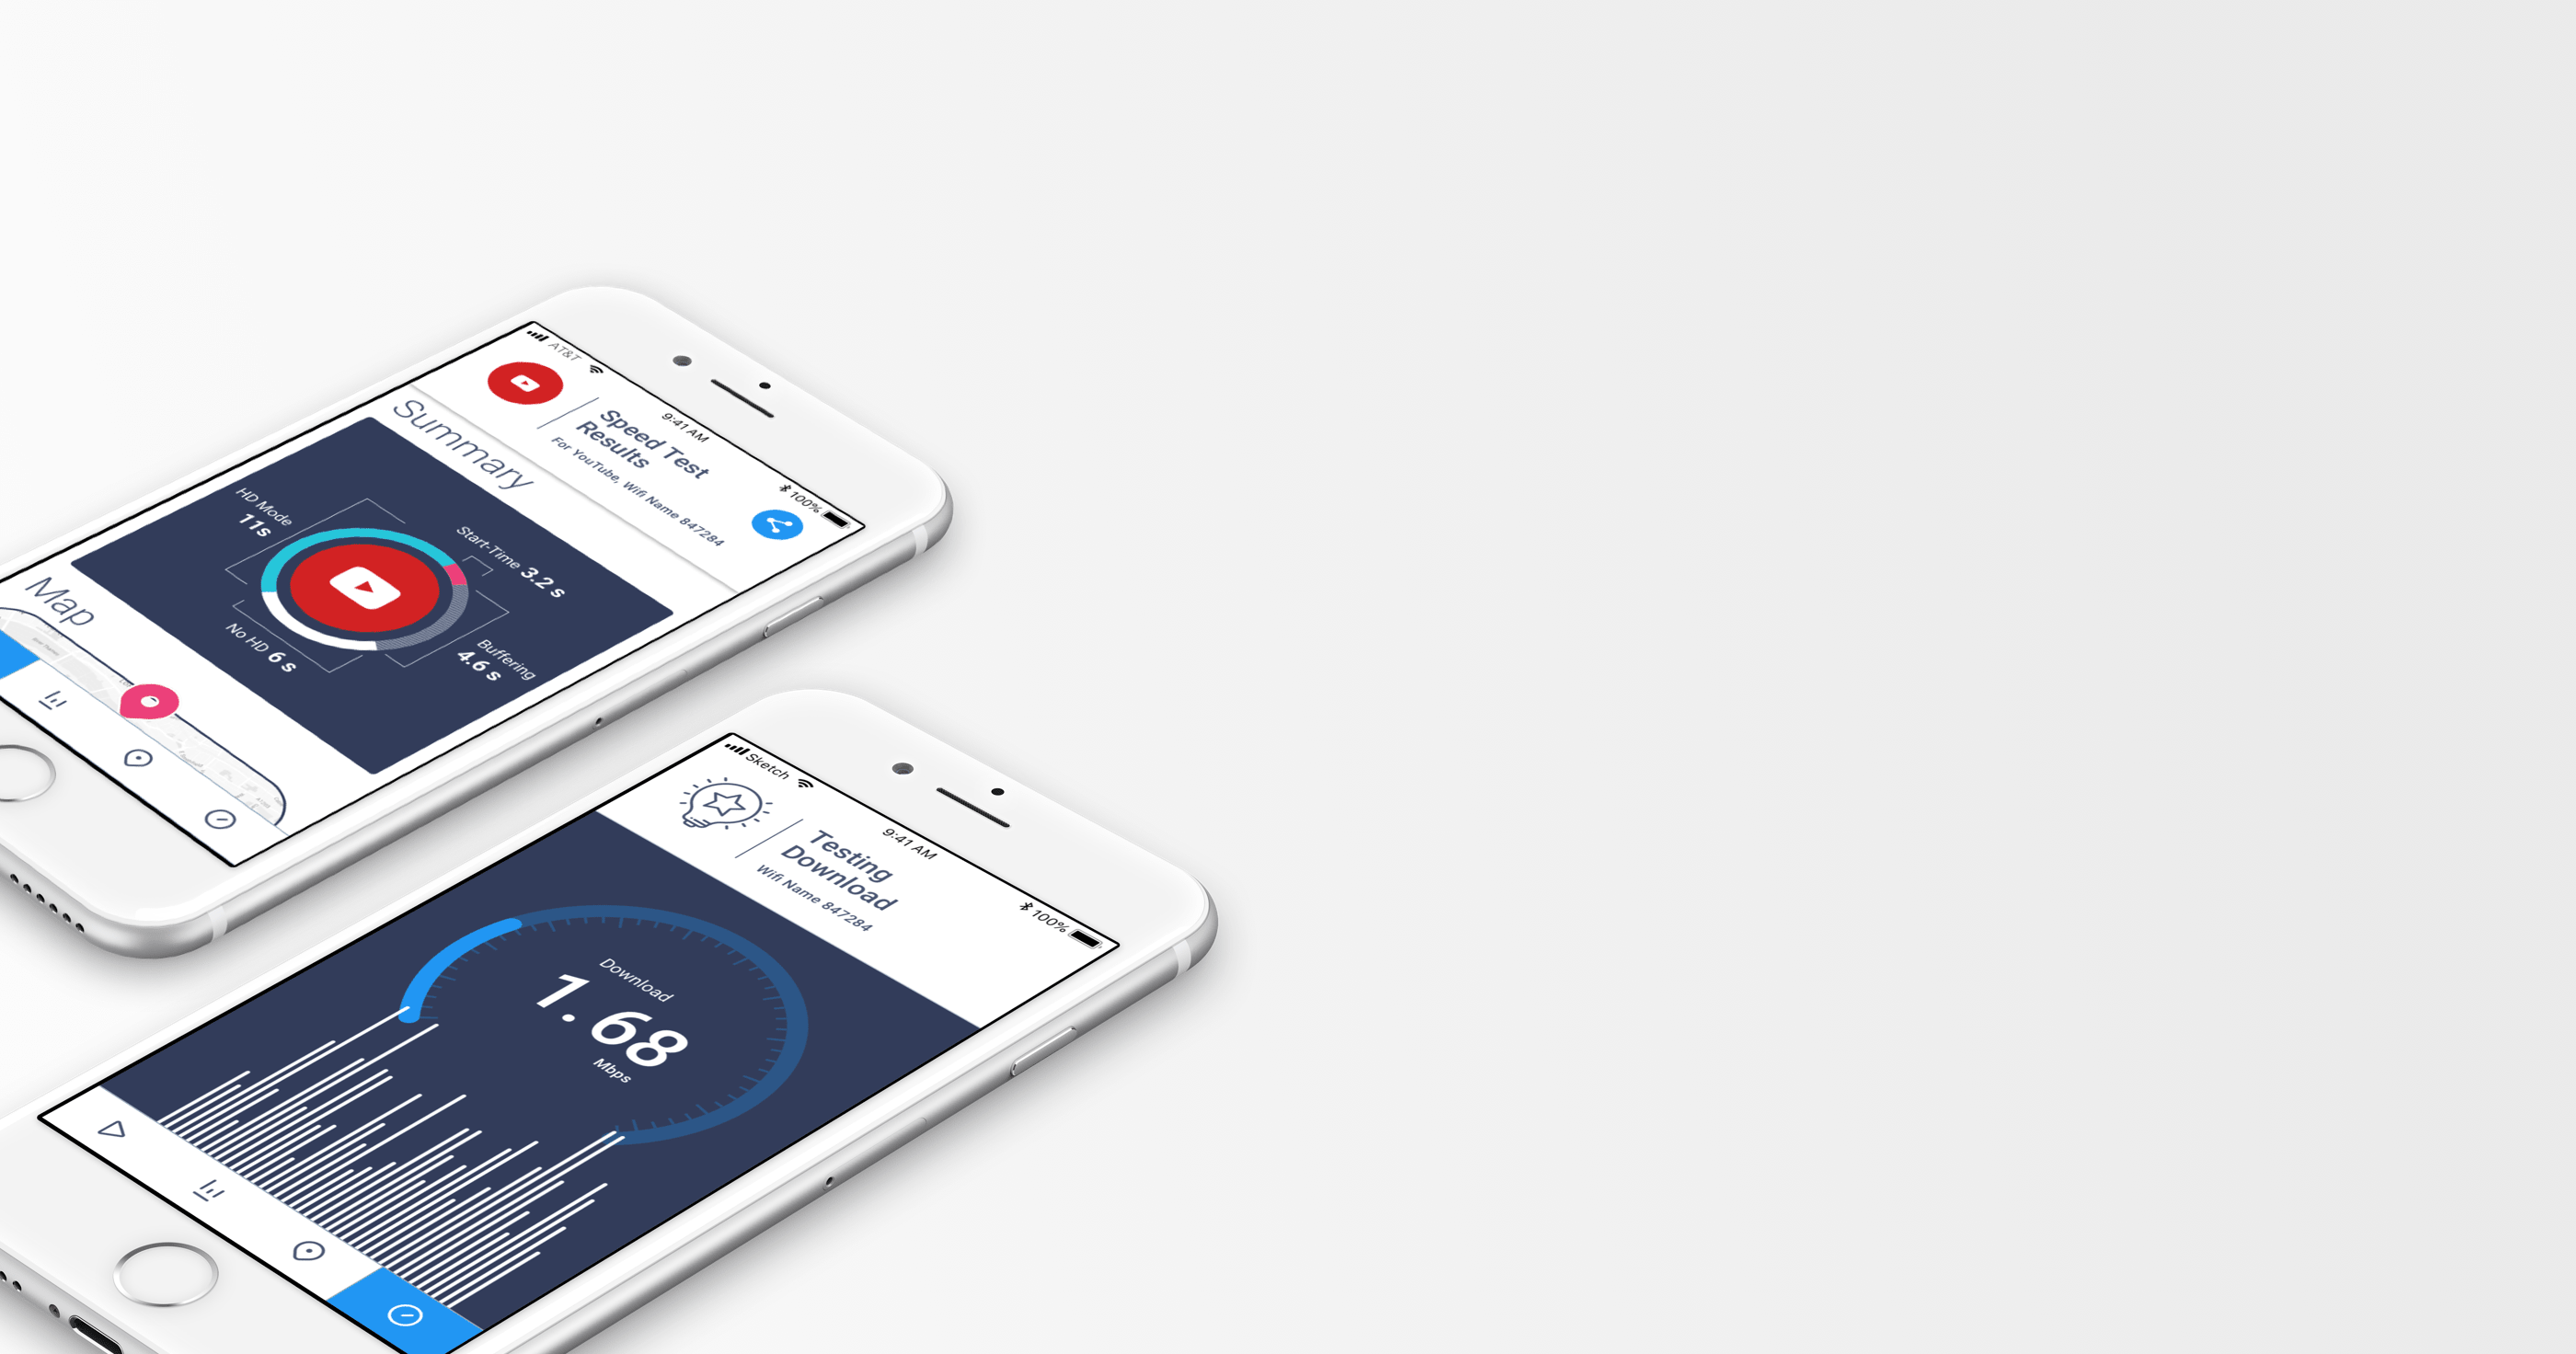 AT&T
9:41 AM
100%
Speed Test
Results
For YouTube, Wifi Name 847284
Summary
HD Mode
11s
Start-Time 3.2 s
Buffering
4.6 s
No HD 6 s
Map
Sketch
9:41 AM
100%
Testing
Download
Wifi Name 847284
Download
1.68
Mbps